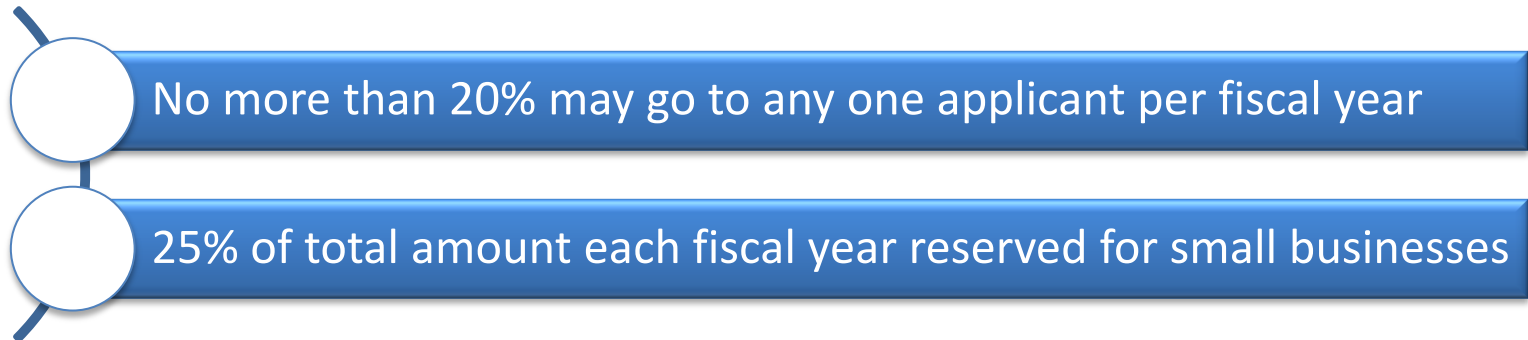 No more than 20% may go to any one applicant per fiscal year
25% of total amount each fiscal year reserved for small businesses